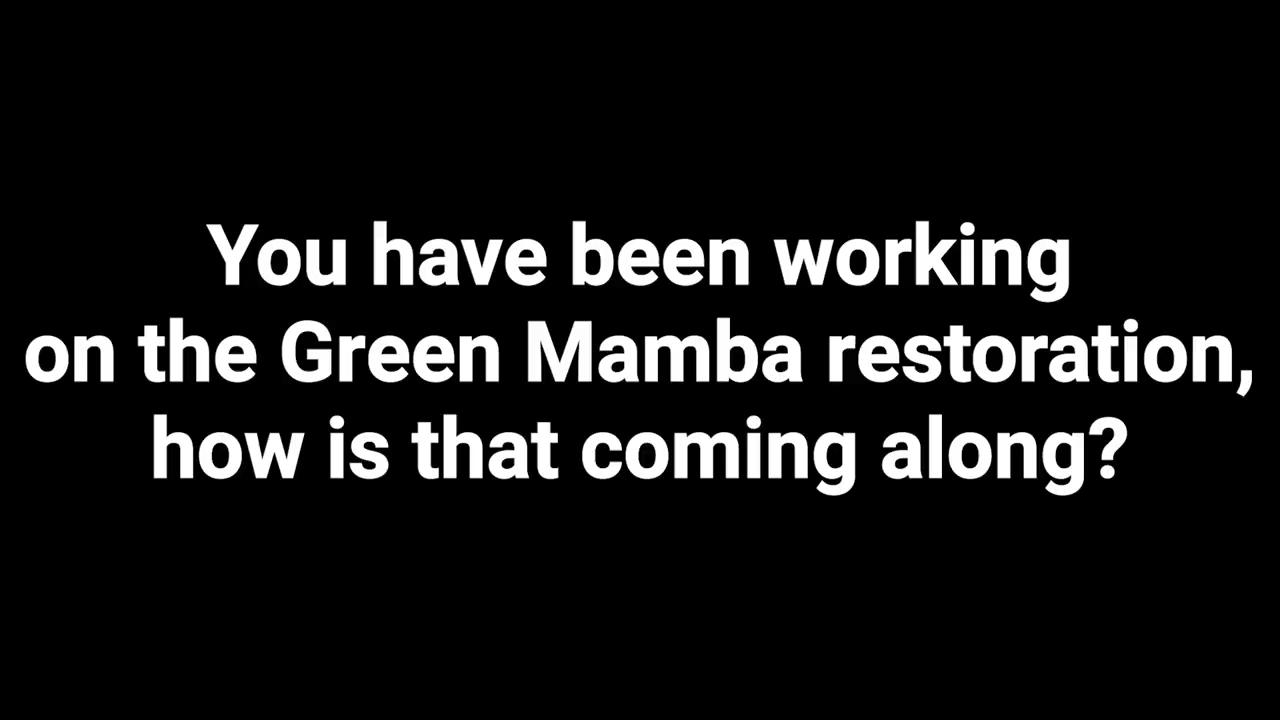 You have been working
on the Green Mamba restoration,
how is that coming along?